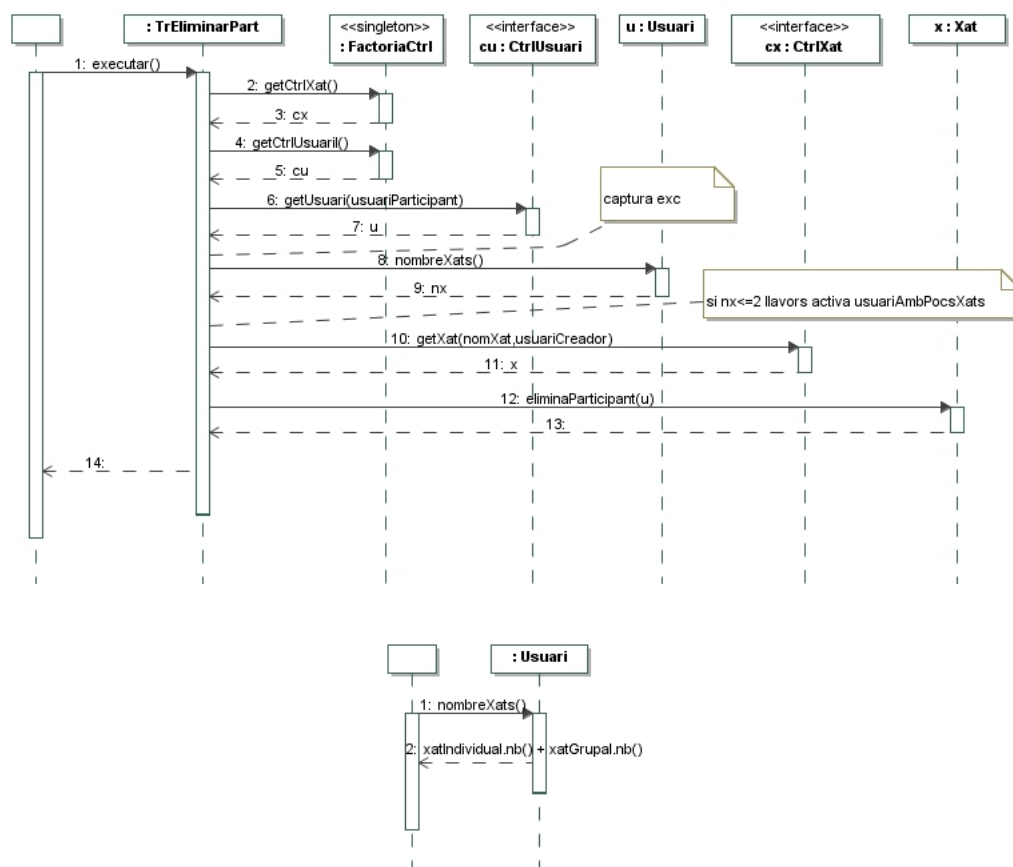 : TrEliminarPart
<<singleton>>
: FactoriaCtrl
<<interface>>
cu : CtrlUsuari
u : Usuari
<<interface>>
cx : CtrlXat
x : Xat
1: executar()
2: getCtrlXat()
3: cx
4: getCtrlUsuaril()
5: cu
6: getUsuari(usuariParticipant)
captura exc
7: u
8: nombreXats()
9: nx
si nx<=2 llavors activa usuariAmbPocsXats
10: getXat(nomXat,usuariCreador)
11: x
12: eliminaParticipant(u)
13:
14:
: Usuari
1: nombreXats()
2: xatIndividual.nb() + xatGrupal.nb()